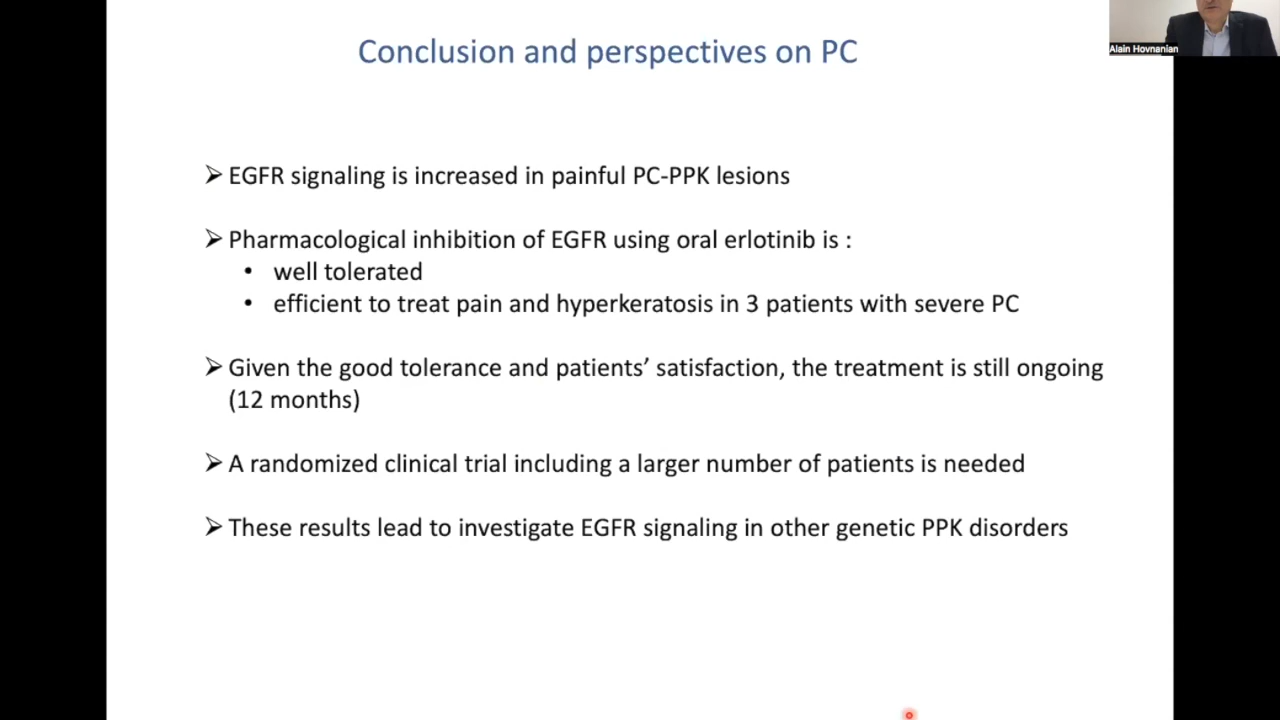 Conclusion and perspectives on PC
Alain Hovnanian
➢ EGFR signaling is increased in painful PC-PPK lesions
➢ Pharmacological inhibition of EGFR using oral erlotinib is :
• well tolerated
• efficient to treat pain and hyperkeratosis in 3 patients with severe PC
➢ Given the good tolerance and patients’ satisfaction, the treatment is still ongoing
(12 months)
➢ A randomized clinical trial including a larger number of patients is needed
➢ These results lead to investigate EGFR signaling in other genetic PPK disorders